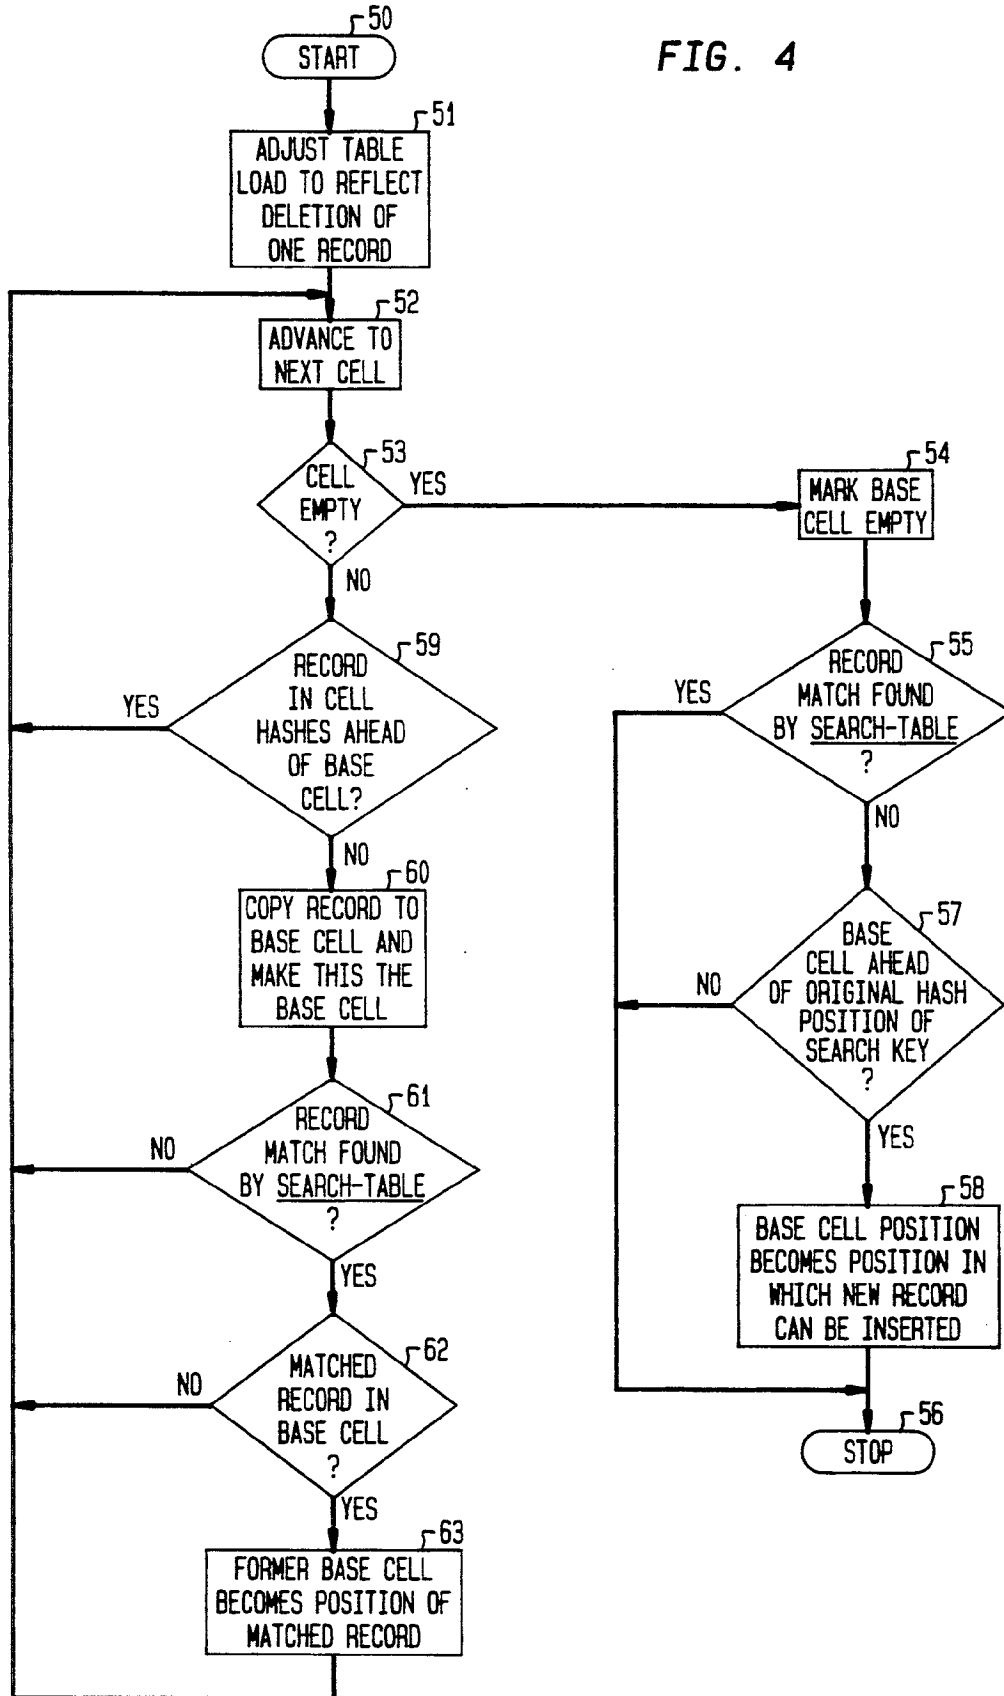 FIG. 4
50
START
51
ADJUST TABLE
LOAD TO REFLECT
DELETION OF
ONE RECORD
52
ADVANCE TO
NEXT CELL
53
CELL
EMPTY
?
YES
NO
54
MARK BASE
CELL EMPTY
55
RECORD
MATCH FOUND
BY SEARCH-TABLE
?
YES
NO
57
BASE
CELL AHEAD
OF ORIGINAL HASH
POSITION OF
SEARCH KEY
?
NO
YES
58
BASE CELL POSITION
BECOMES POSITION IN
WHICH NEW RECORD
CAN BE INSERTED
56
STOP
59
RECORD
IN CELL
HASHES AHEAD
OF BASE
CELL?
YES
NO
60
COPY RECORD TO
BASE CELL AND
MAKE THIS THE
BASE CELL
61
RECORD
MATCH FOUND
BY SEARCH-TABLE
?
NO
YES
62
MATCHED
RECORD IN
BASE CELL
?
NO
YES
63
FORMER BASE CELL
BECOMES POSITION OF
MATCHED RECORD